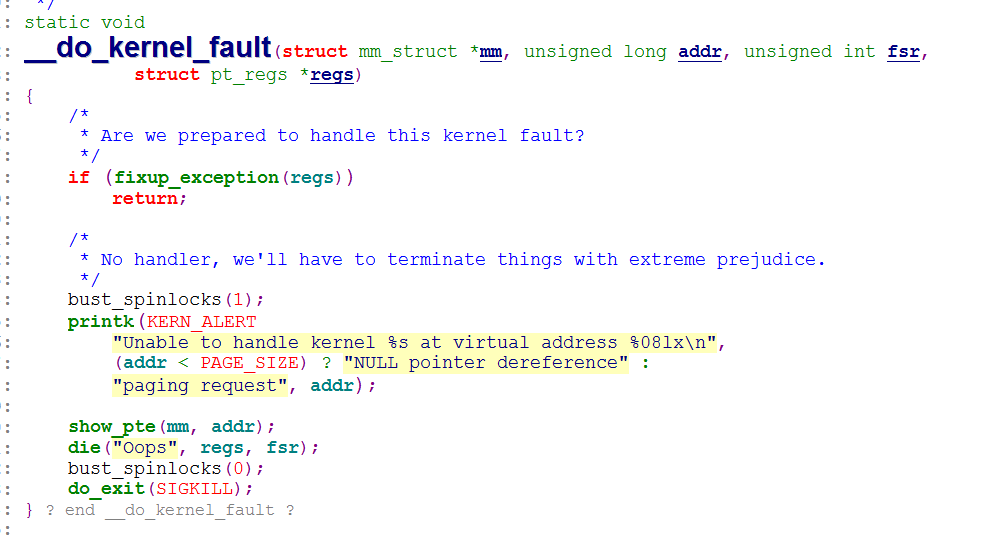 */
static void
__do_kernel_fault(struct mm_struct *mm, unsigned long addr, unsigned int fsr,
struct pt_regs *regs)
{
/*
* Are we prepared to handle this kernel fault?
*/
if (fixup_exception(regs))
return;
/*
* No handler, we'll have to terminate things with extreme prejudice.
*/
bust_spinlocks(1);
printk(KERN_ALERT
"Unable to handle kernel %s at virtual address %08lx\n",
(addr < PAGE_SIZE) ? "NULL pointer dereference" :
"paging request", addr);
show_pte(mm, addr);
die("Oops", regs, fsr);
bust_spinlocks(0);
do_exit(SIGKILL);
} ? end __do_kernel_fault ?